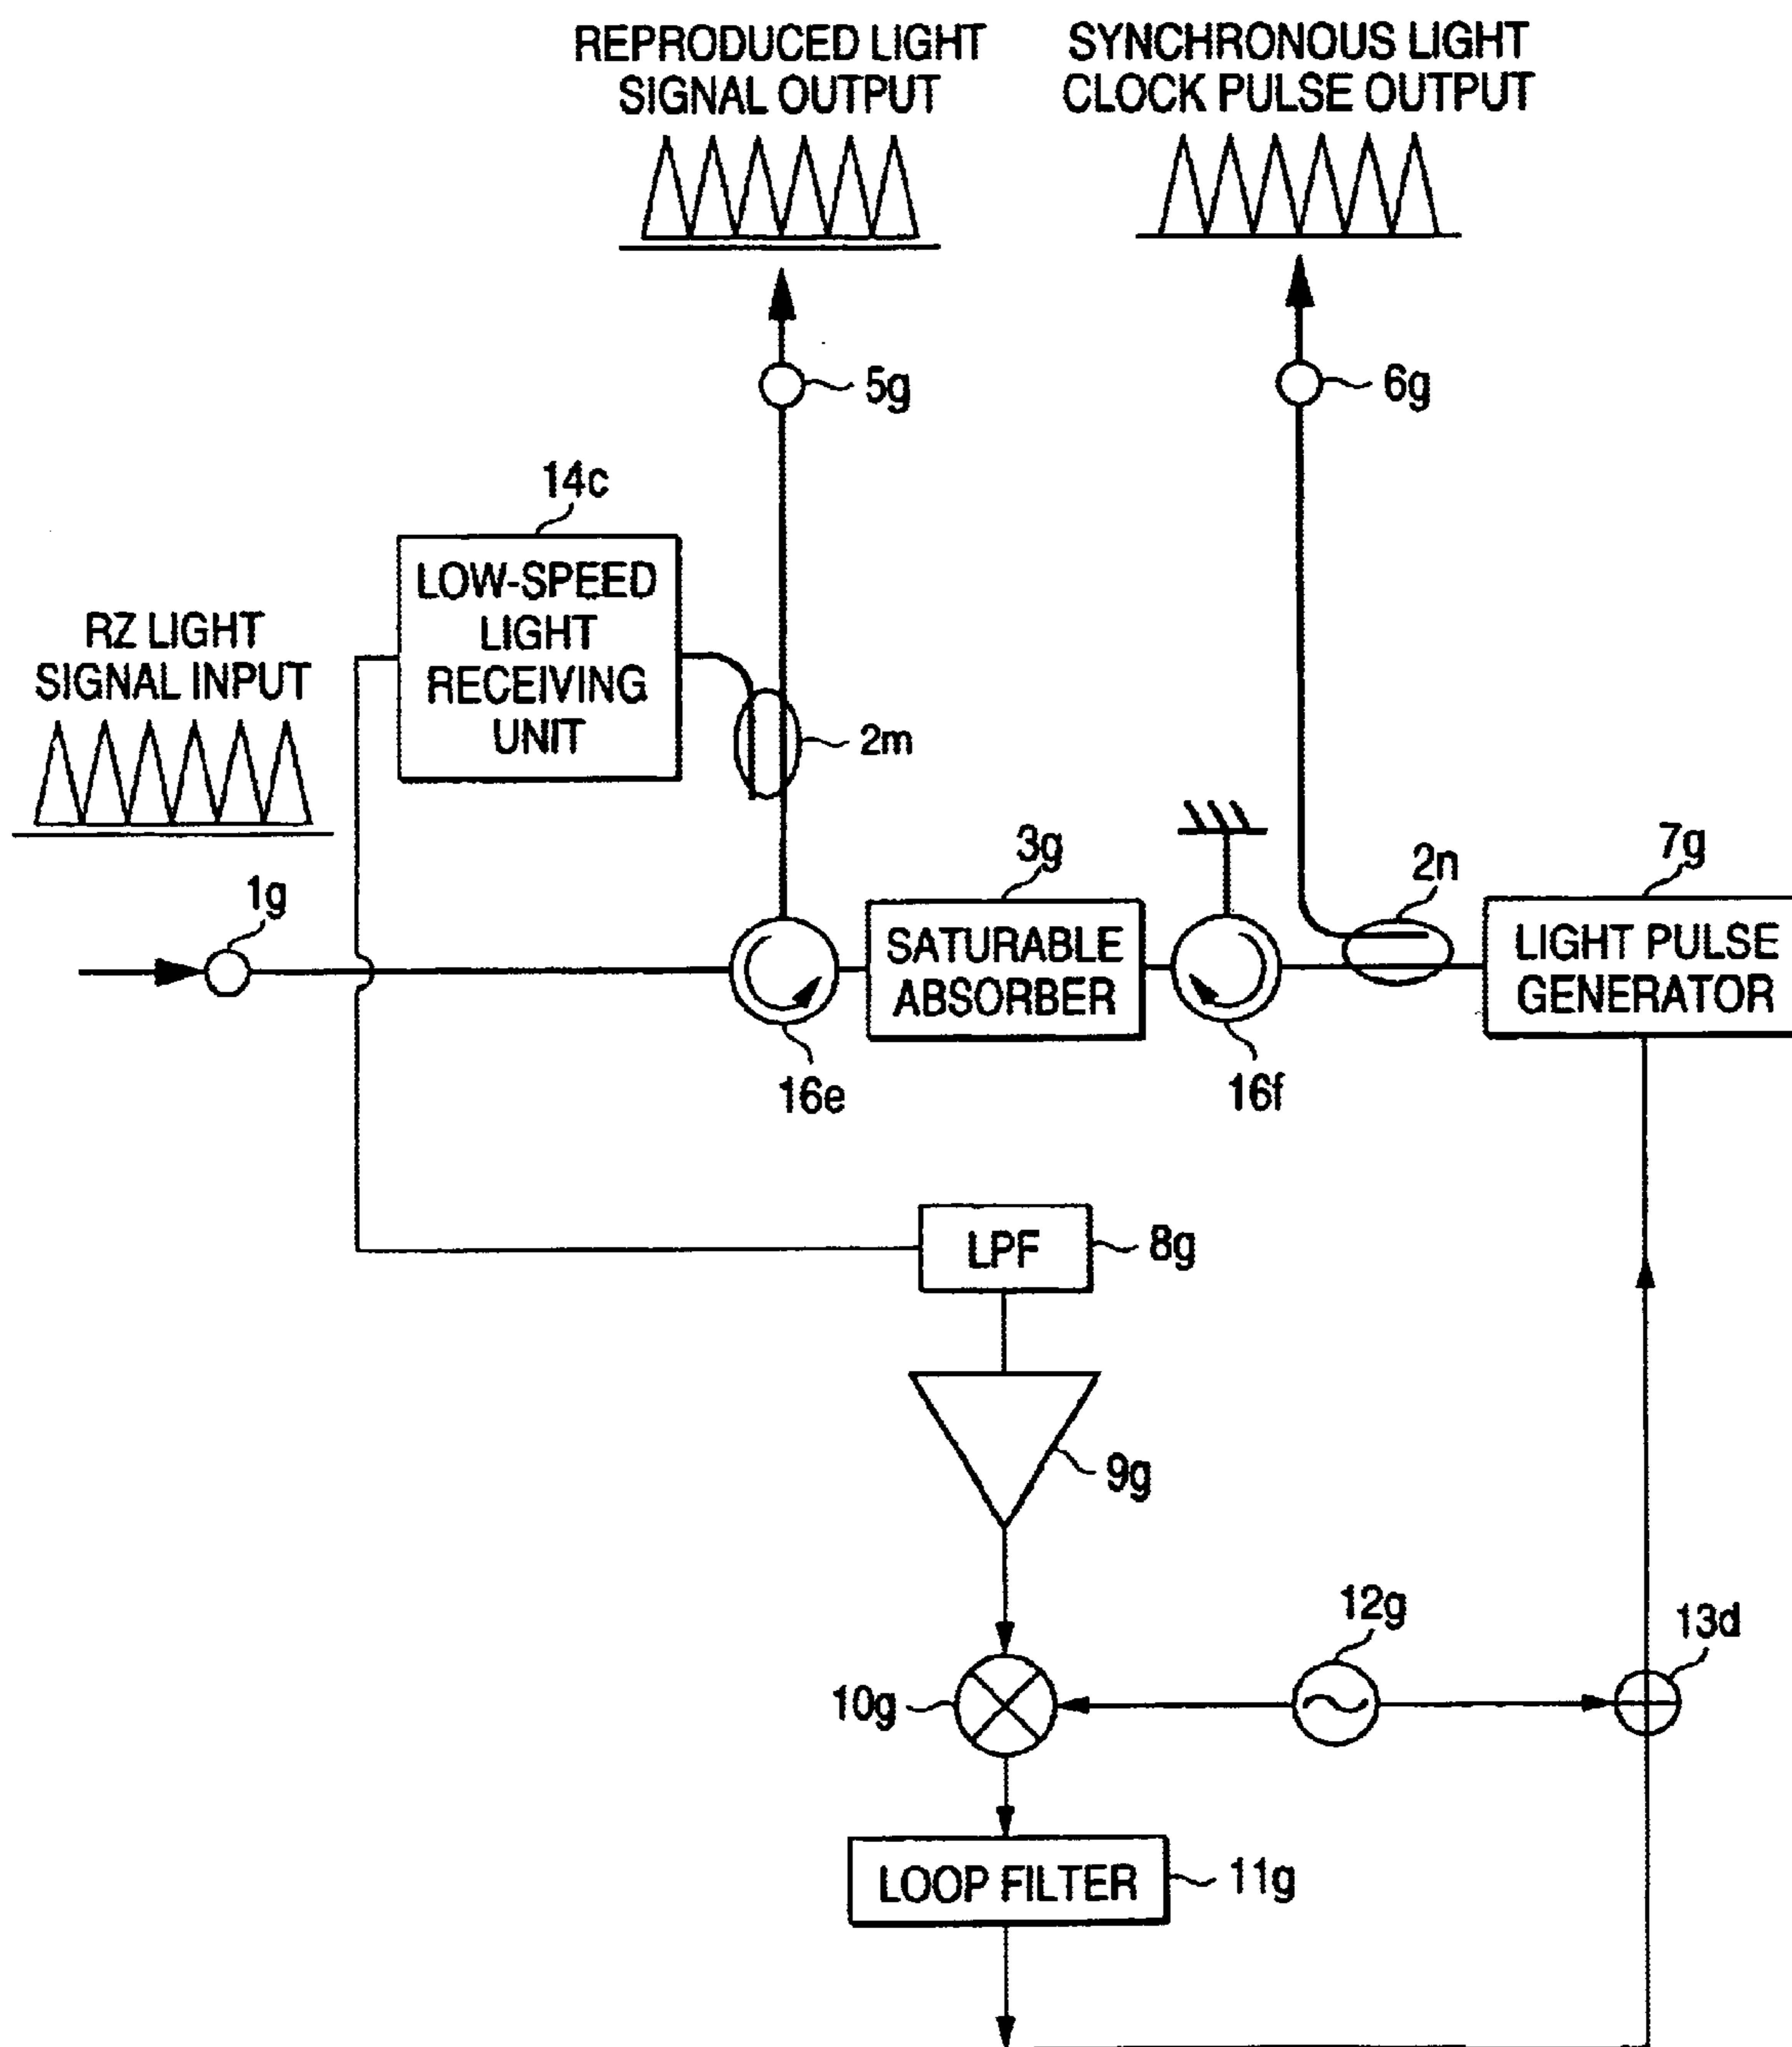 REPRODUCED LIGHT
SIGNAL OUTPUT
SYNCHRONOUS LIGHT
CLOCK PULSE OUTPUT
5g
6g
14c
LOW-SPEED
LIGHT
RECEIVING
UNIT
RZ LIGHT
SIGNAL INPUT
2m
1g
3g
2n
7g
SATURABLE
ABSORBER
LIGHT PULSE
GENERATOR
16e
16f
LPF
8g
9g
12g
13d
10g
LOOP FILTER
11g